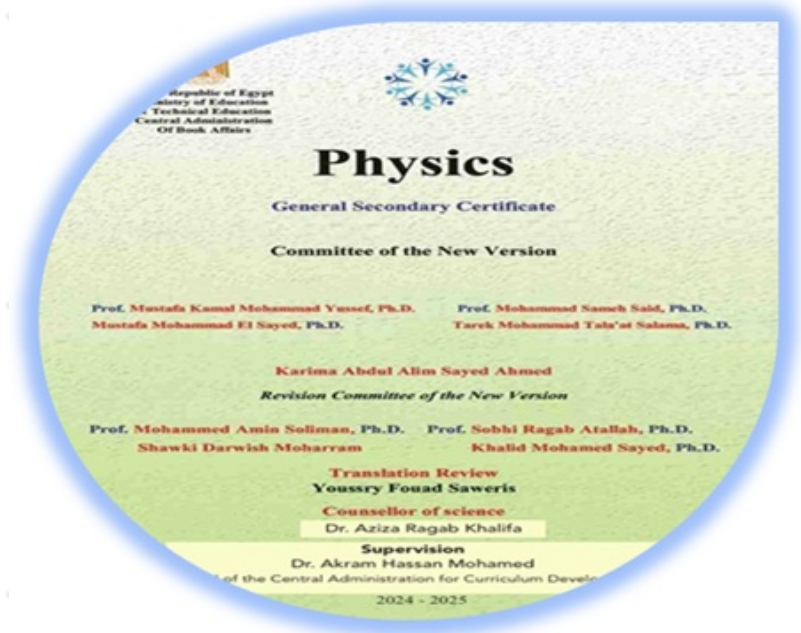 Republic of Egypt
Ministry of Education
Technical Education
Central Administration
Of Book Affairs
Physics
General Secondary Certificate
Committee of the New Version
Prof. Mustafa Kamal Mohammad Yussef, Ph.D. Prof. Mohammad Sameh Said, Ph.D.
Mustafa Mohammad El Sayed, Ph.D. Tarek Mohammad Tala'at Salama, Ph.D.
Karima Abdul Alim Sayed Ahmed
Revision Committee of the New Version
Prof. Mohammed Amin Soliman, Ph.D. Prof. Sobhi Ragab Atallah, Ph.D.
Shawki Darwish Moharram Khalid Mohamed Sayed, Ph.D.
Translation Review
Youssry Fouad Saweris
Counsellor of science
Dr. Aziza Ragab Khalifa
Supervision
Dr. Akram Hassan Mohamed
of the Central Administration for Curriculum
2024 - 2025